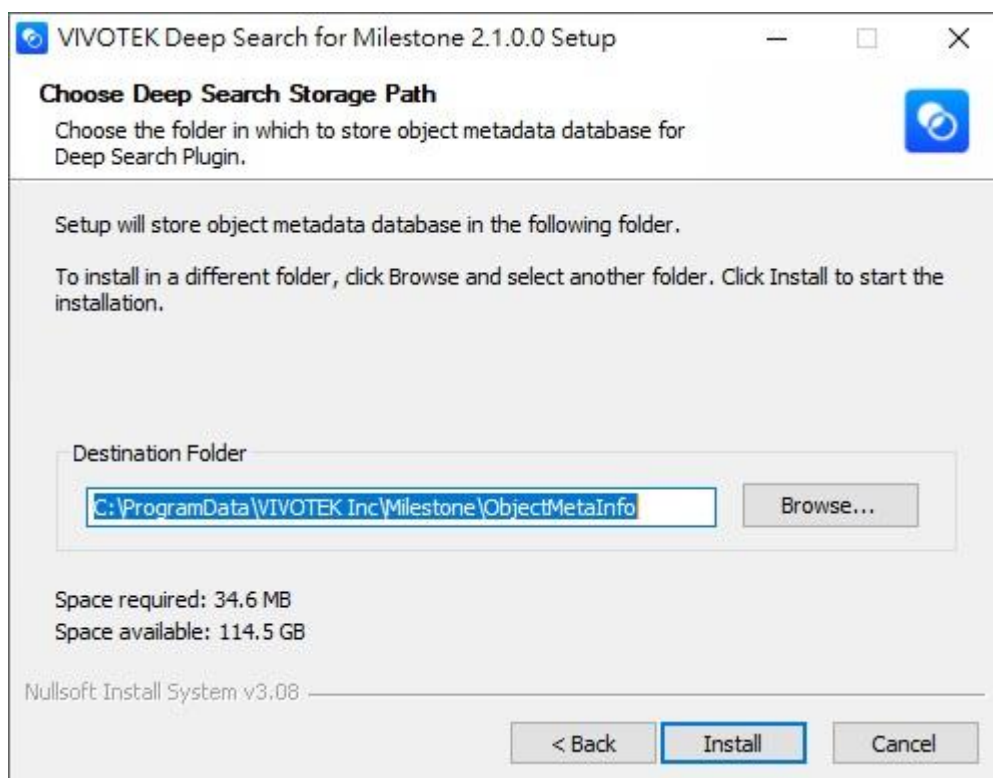 VIVOTEK Deep Search for Milestone 2.1.0.0 Setup
Choose Deep Search Storage Path
Choose the folder in which to store object metadata database for
Deep Search Plugin.
Setup will store object metadata database in the following folder.
To install in a different folder, click Browse and select another folder. Click Install to start the
installation.
Destination Folder
C:\ProgramData\VIVOTEK Inc\Milestone\ObjectMetaInfo
Browse...
Space required: 34.6 MB
Space available: 114.5 GB
Nullsoft Install System v3.08
< Back
Install
Cancel